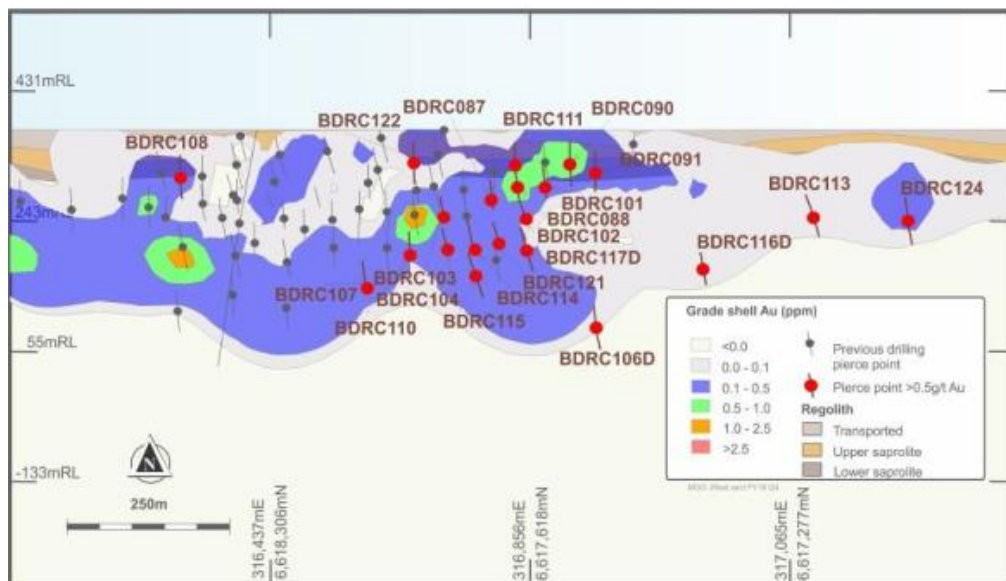 431mRL
BDRC087
BDRC090
BDRC122
BDRC111
BDRC108
BDRC091
BDRC113
BDRC124
BDRC101
243mRL
BDRC088
BDRC102
BDRC116D
BDRC117D
BDRC103
BDRC121
BDRC107
BDRC104
BDRC114
BDRC110
BDRC115
55mRL
BDRC106D
Grade shell Au (ppm)
<0.0
0.0 - 0.1
0.1 - 0.5
0.5 - 1.0
1.0 - 2.5
>2.5
Previous drilling
pierce point
Pierce point >0.5g/t Au
Regolith
Transported
Upper saprolite
Lower saprolite
-133mRL
N
250m
316,437mE
6,618,306mN
316,856mE
6,617,618mN
317,065mE
6,617,277mN